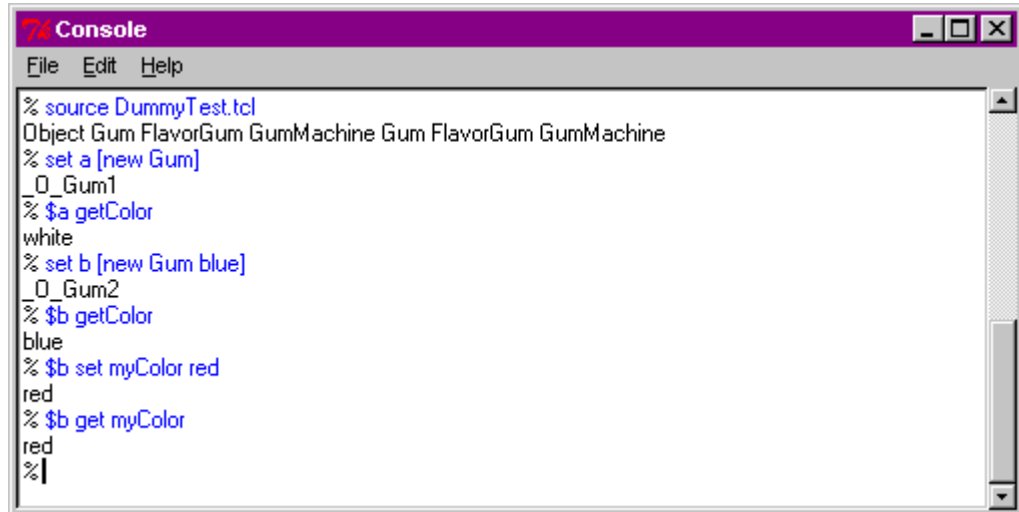 Console
File Edit Help
% source DummyTest.tcl
Object Gum FlavorGum GumMachine Gum FlavorGum GumMachine
% set a [new Gum]
_O_Gum1
% $a getColor
white
% set b [new Gum blue]
_O_Gum2
% $b getColor
blue
% $b set myColor red
red
% $b get myColor
red
%